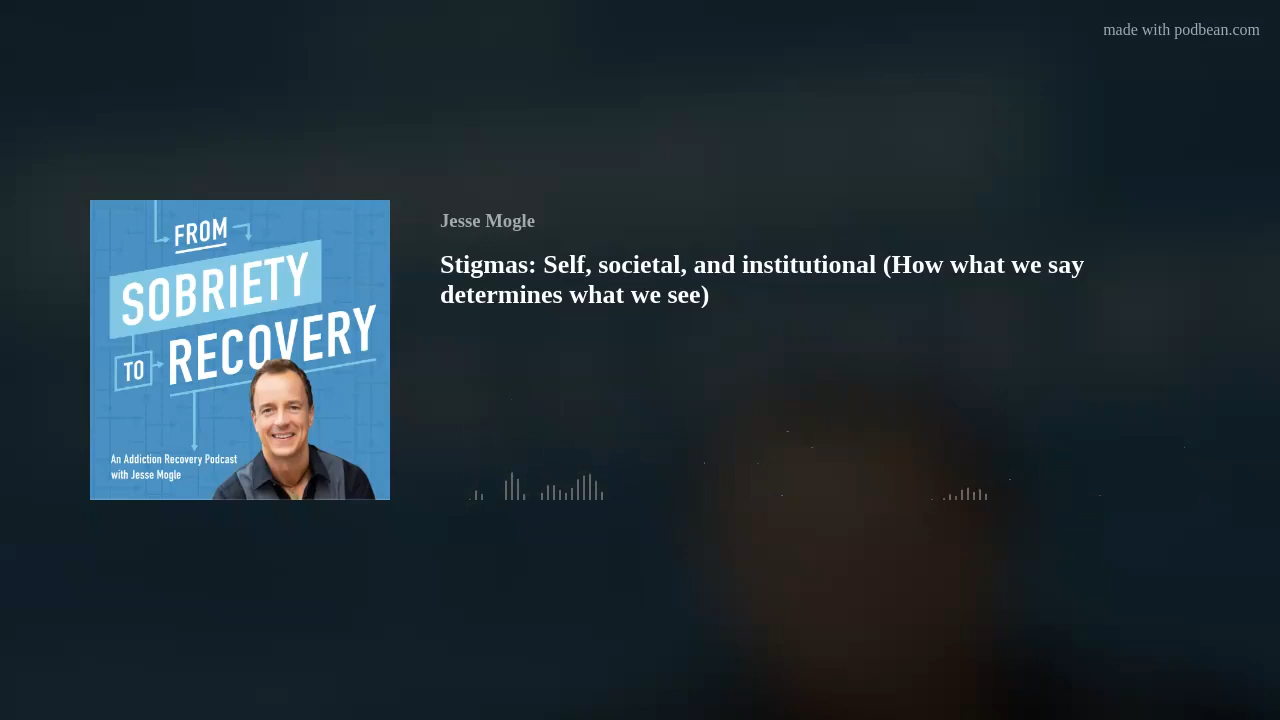 made with podbean.com
FROM
SOBRIETY
TO RECOVERY
An Addiction Recovery Podcast
with Jesse Mogle
Jesse Mogle
Stigmas: Self, societal, and institutional (How what we say
determines what we see)